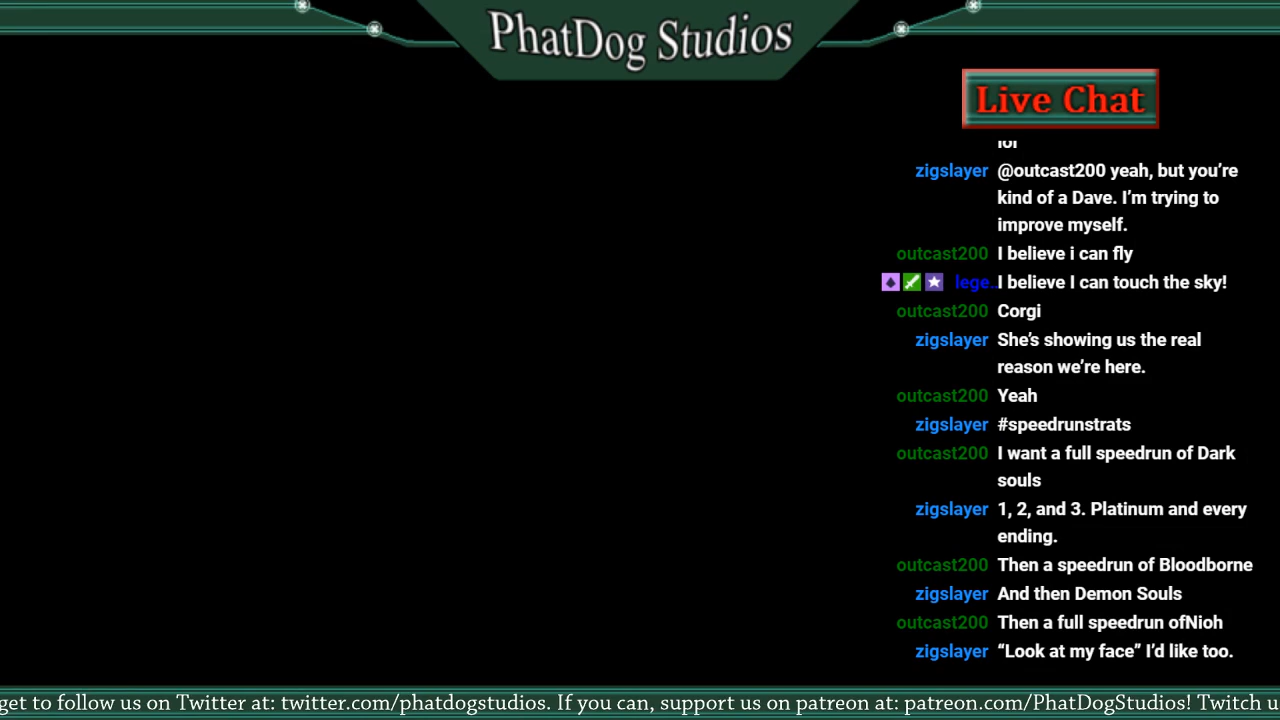 PhatDog Studios
Live Chat
lol
zigslayer @outcast200 yeah, but you’re
kind of a Dave. I’m trying to
improve myself.
outcast200 I believe i can fly
lege.. I believe I can touch the sky!
outcast200 Corgi
zigslayer She’s showing us the real
reason we’re here.
outcast200 Yeah
zigslayer #speedrunstrats
outcast200 I want a full speedrun of Dark
souls
zigslayer 1, 2, and 3. Platinum and every
ending.
outcast200 Then a speedrun of Bloodborne
zigslayer And then Demon Souls
outcast200 Then a full speedrun ofNioh
zigslayer “Look at my face” I’d like too.
get to follow us on Twitter at: twitter.com/phatdogstudios. If you can, support us on patreon at: patreon.com/PhatDogStudios! Twitch u